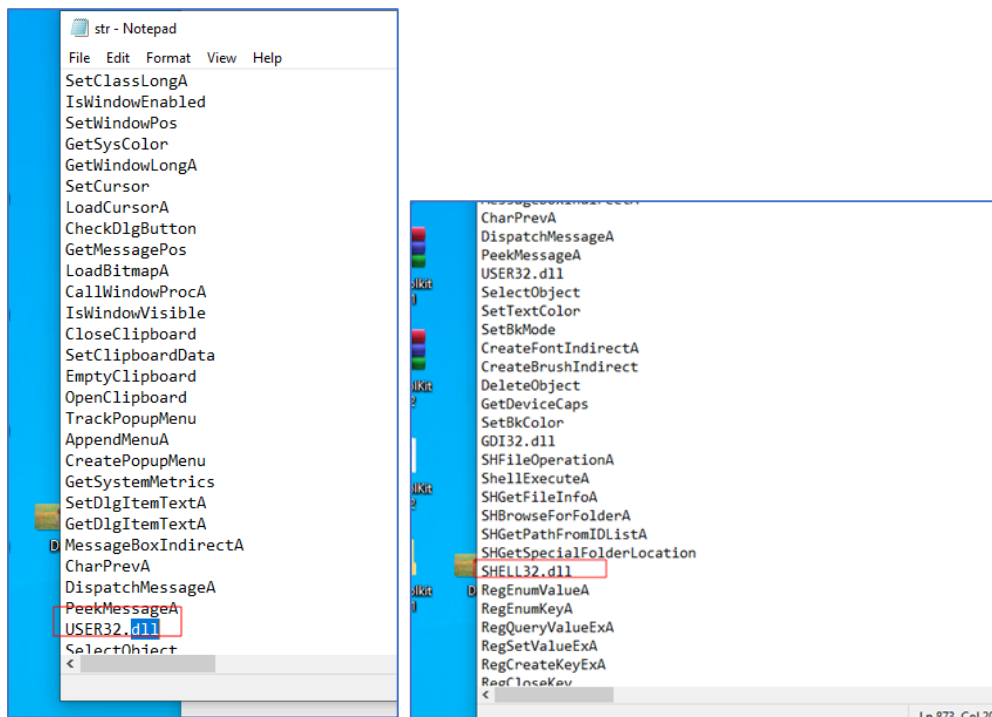 str - Notepad
File Edit Format View Help
SetClassLongA
IsWindowEnabled
SetWindowPos
GetSysColor
GetWindowLongA
SetCursor
LoadCursorA
CheckDlgButton
GetMessagePos
LoadBitmapA
CallWindowProcA
IsWindowVisible
CloseClipboard
SetClipboardData
EmptyClipboard
OpenClipboard
TrackPopupMenu
AppendMenuA
CreatePopupMenu
GetSystemMetrics
SetDlgItemTextA
GetDlgItemTextA
D MessageBoxIndirectA
CharPrevA
DispatchMessageA
PeekMessageA
USER32.dll
SelectObject
CharPrevA
DispatchMessageA
PeekMessageA
USER32.dll
SelectObject
SetTextColor
SetBkMode
CreateFontIndirectA
CreateBrushIndirect
DeleteObject
GetDeviceCaps
SetBkColor
GDI32.dll
SHFileOperationA
ShellExecuteA
SHGetFileInfoA
SHBrowseForFolderA
SHGetPathFromIDListA
SHGetSpecialFolderLocation
SHELL32.dll
D RegEnumValueA
RegEnumKeyA
RegQueryValueExA
RegSetValueExA
RegCreateKeyExA
RegCloseKey